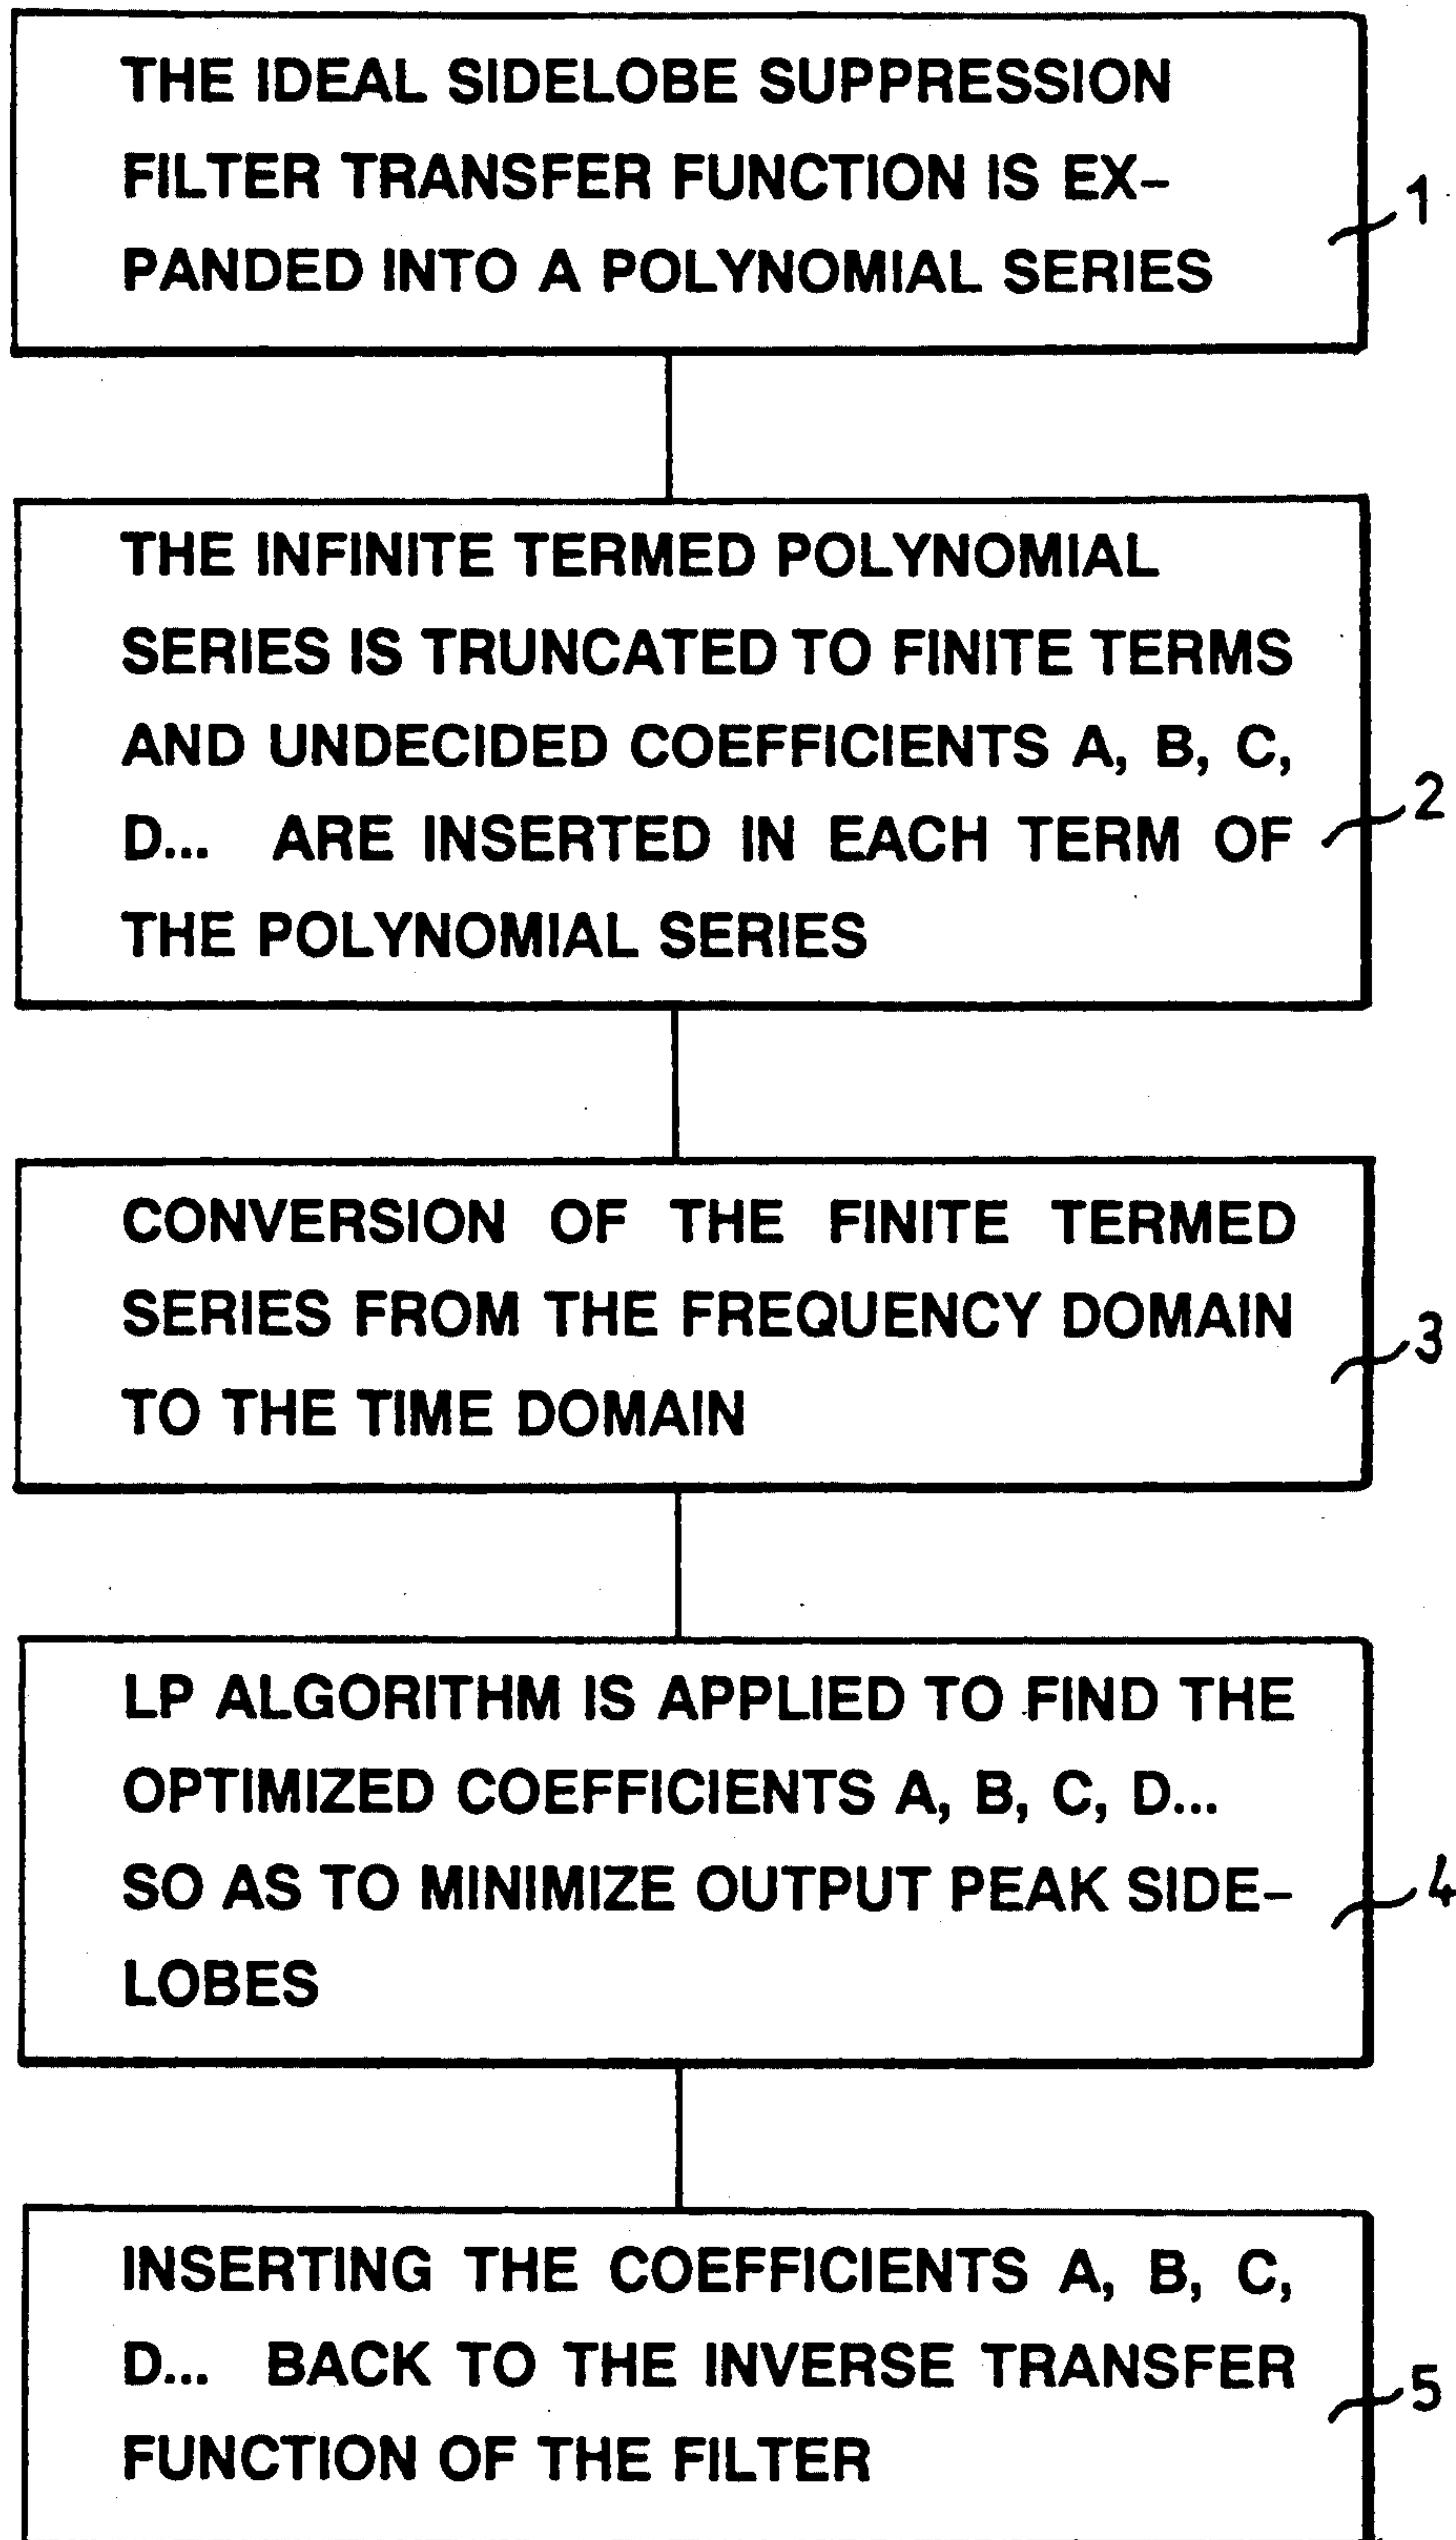 THE IDEAL SIDELOBE SUPPRESSION
FILTER TRANSFER FUNCTION IS EX-
PANDED INTO A POLYNOMIAL SERIES
1
THE INFINITE TERMED POLYNOMIAL
SERIES IS TRUNCATED TO FINITE TERMS
AND UNDECIDED COEFFICIENTS A, B, C,
D... ARE INSERTED IN EACH TERM OF
THE POLYNOMIAL SERIES
2
CONVERSION OF THE FINITE TERMED
SERIES FROM THE FREQUENCY DOMAIN
TO THE TIME DOMAIN
3
LP ALGORITHM IS APPLIED TO FIND THE
OPTIMIZED COEFFICIENTS A, B, C, D...
SO AS TO MINIMIZE OUTPUT PEAK SIDE-
LOBES
4
INSERTING THE COEFFICIENTS A, B, C,
D... BACK TO THE INVERSE TRANSFER
FUNCTION OF THE FILTER
5